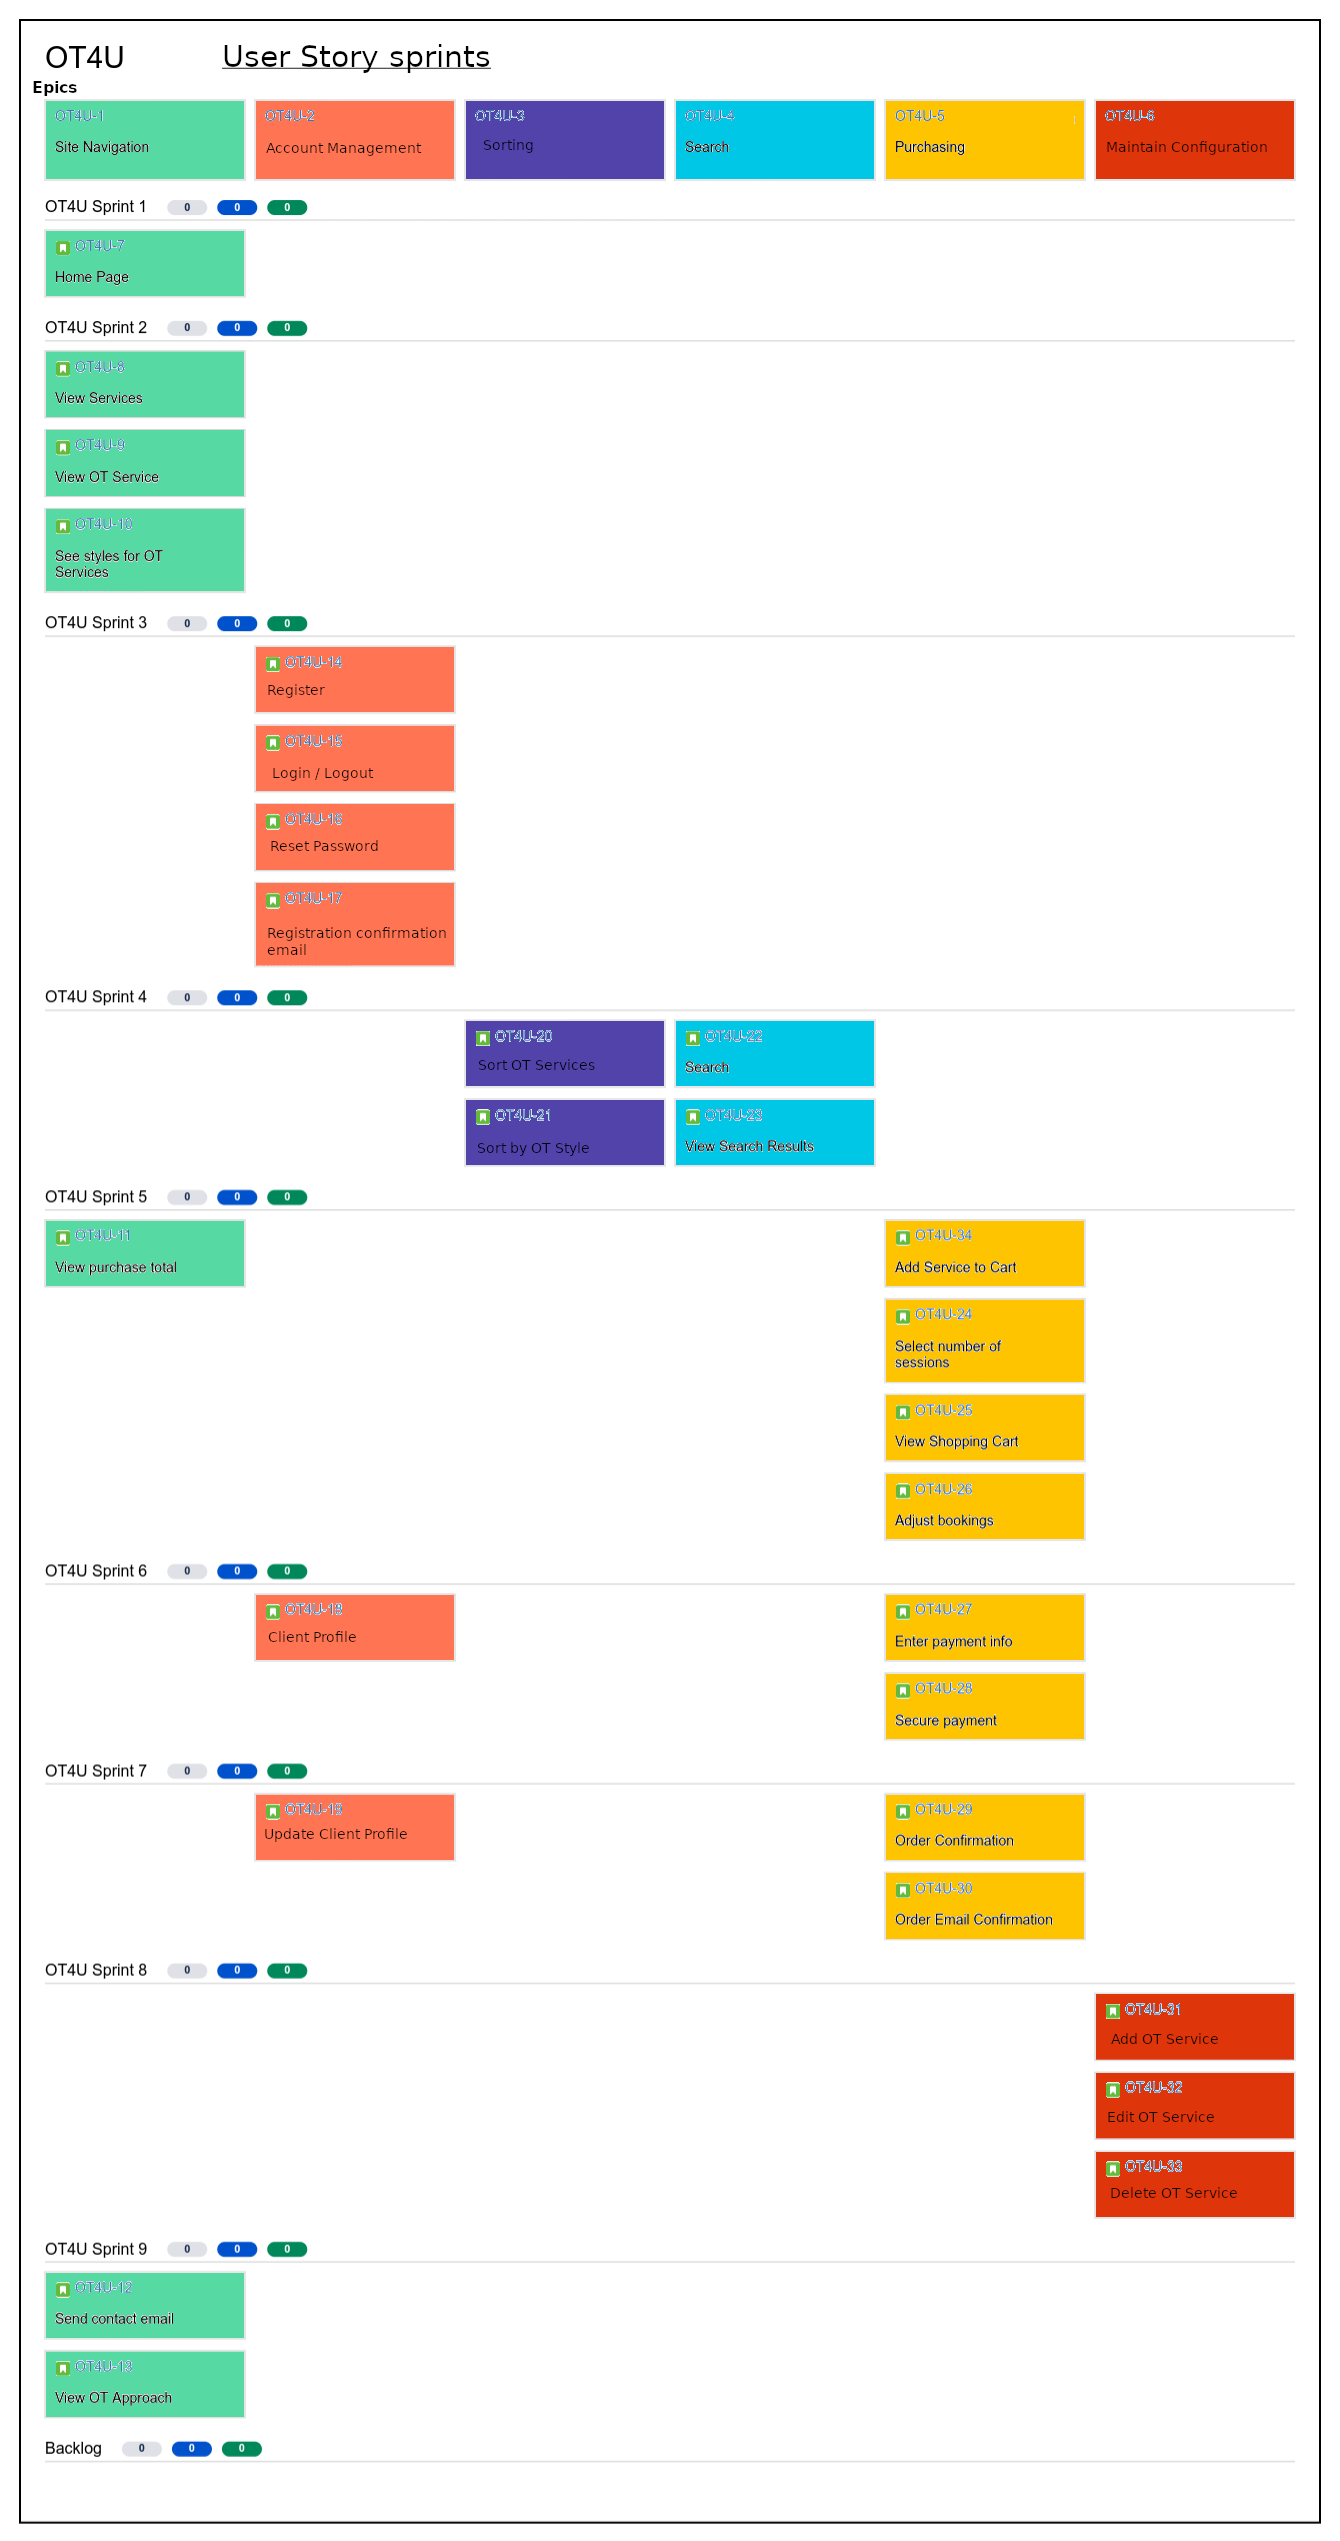 OT4U
User Story sprints
Epics
OT4U-1
Site Navigation
OT4U-2
Account Management
OT4U-3
Sorting
OT4U-4
Search
OT4U-5
Purchasing
OT4U-6
Maintain Configuration
OT4U Sprint 1 0 0 0
OT4U-7
Home Page
OT4U Sprint 2 0 0 0
OT4U-8
View Services
OT4U-9
View OT Service
OT4U-10
See styles for OT
Services
OT4U Sprint 3 0 0 0
OT4U-14
Register
OT4U-15
Login / Logout
OT4U-16
Reset Password
OT4U-17
Registration confirmation
email
OT4U Sprint 4 0 0 0
OT4U-20
Sort OT Services
OT4U-22
Search
OT4U-21
Sort by OT Style
OT4U-23
View Search Results
OT4U Sprint 5 0 0 0
OT4U-11
View purchase total
OT4U-34
Add Service to Cart
OT4U-24
Select number of
sessions
OT4U-25
View Shopping Cart
OT4U-26
Adjust bookings
OT4U Sprint 6 0 0 0
OT4U-18
Client Profile
OT4U-27
Enter payment info
OT4U-28
Secure payment
OT4U Sprint 7 0 0 0
OT4U-19
Update Client Profile
OT4U-29
Order Confirmation
OT4U-30
Order Email Confirmation
OT4U Sprint 8 0 0 0
OT4U-31
Add OT Service
OT4U-32
Edit OT Service
OT4U-33
Delete OT Service
OT4U Sprint 9 0 0 0
OT4U-12
Send contact email
OT4U-13
View OT Approach
Backlog 0 0 0